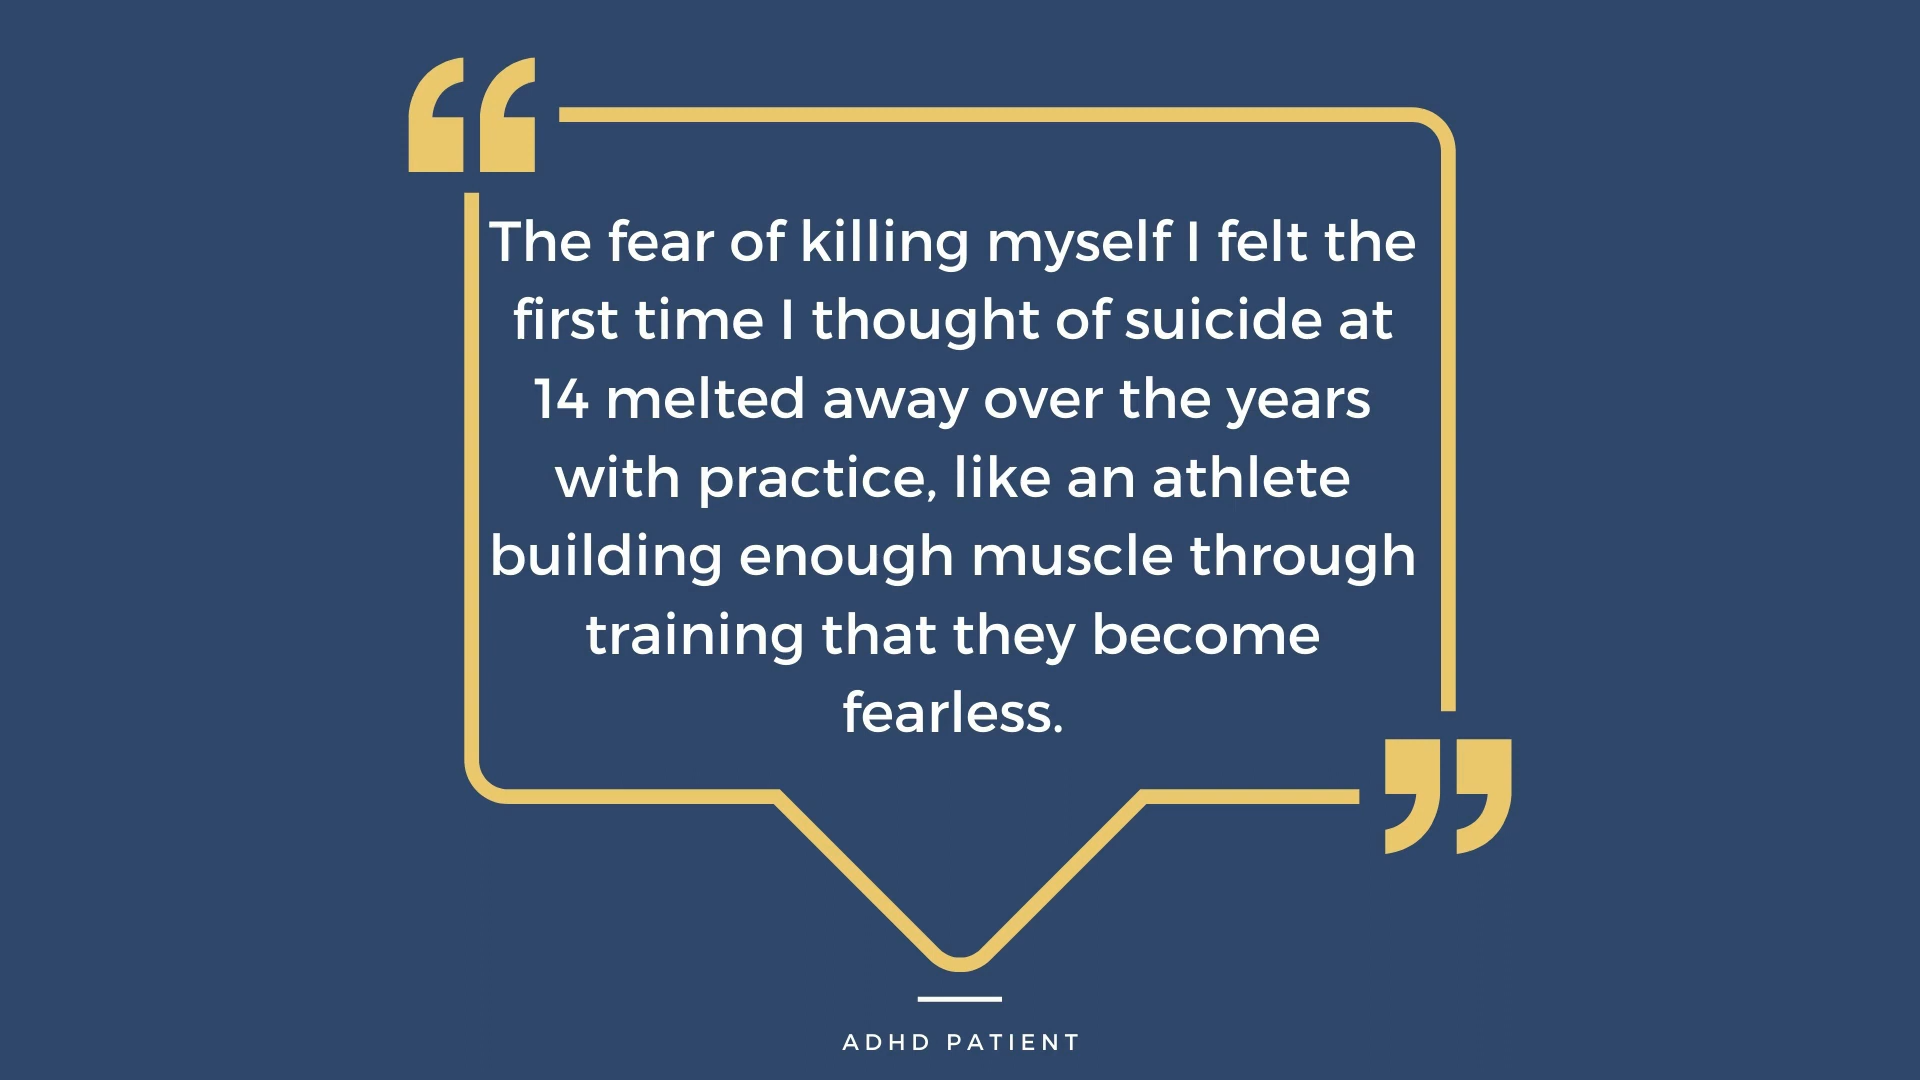 “
The fear of killing myself I felt the
first time I thought of suicide at
14 melted away over the years
with practice, like an athlete
building enough muscle through
training that they become
fearless.
”
ADHD PATIENT